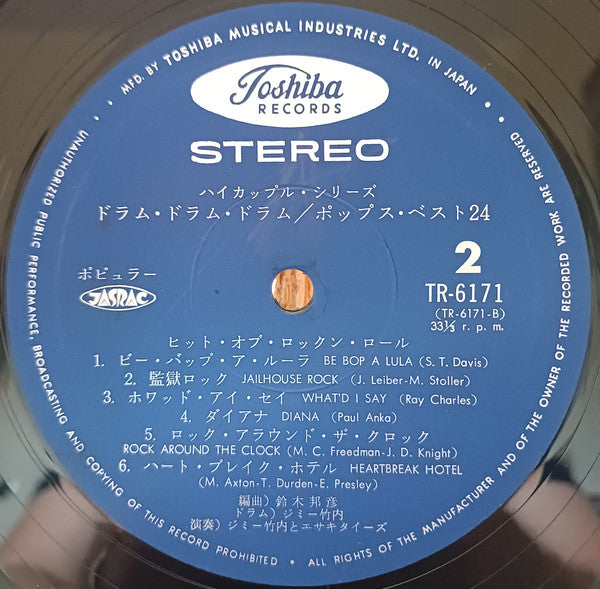 MFD. BY TOSHIBA MUSICAL INDUSTRIES LTD. IN JAPAN
Toshiba
RECORDS
STEREO
ハイカップル・シリーズ
ドラム・ドラム・ドラム/ポップス・ベスト24
ポピュラー
JASRAC
2
TR-6171
(TR-6171-B)
33⅓ r. p. m.
ヒット・オブ・ロックン・ロール
1. ビー・バップ・ア・ルーラ BE BOP A LULA (S. T. Davis)
2. 監獄ロック JAILHOUSE ROCK (J. Leiber-M. Stoller)
3. ホワッド・アイ・セイ WHAT'D I SAY (Ray Charles)
4. ダイアナ DIANA (Paul Anka)
5. ロック・アラウンド・ザ・クロック
ROCK AROUND THE CLOCK (M. C. Freedman-J. D. Knight)
6. ハート・ブレイク・ホテル HEARTBREAK HOTEL
(M. Axton-T. Durden-E. Presley)
編曲) 鈴木邦彦
ドラム) ジミー竹内
演奏) ジミー竹内とエサキタイーズ
• ALL RIGHTS OF THE MANUFACTURER AND OF THE OWNER OF THE RECORDED WORK ARE RESERVED •
UNAUTHORIZED PUBLIC PERFORMANCE, BROADCASTING AND COPYING OF THIS RECORD PROHIBITED